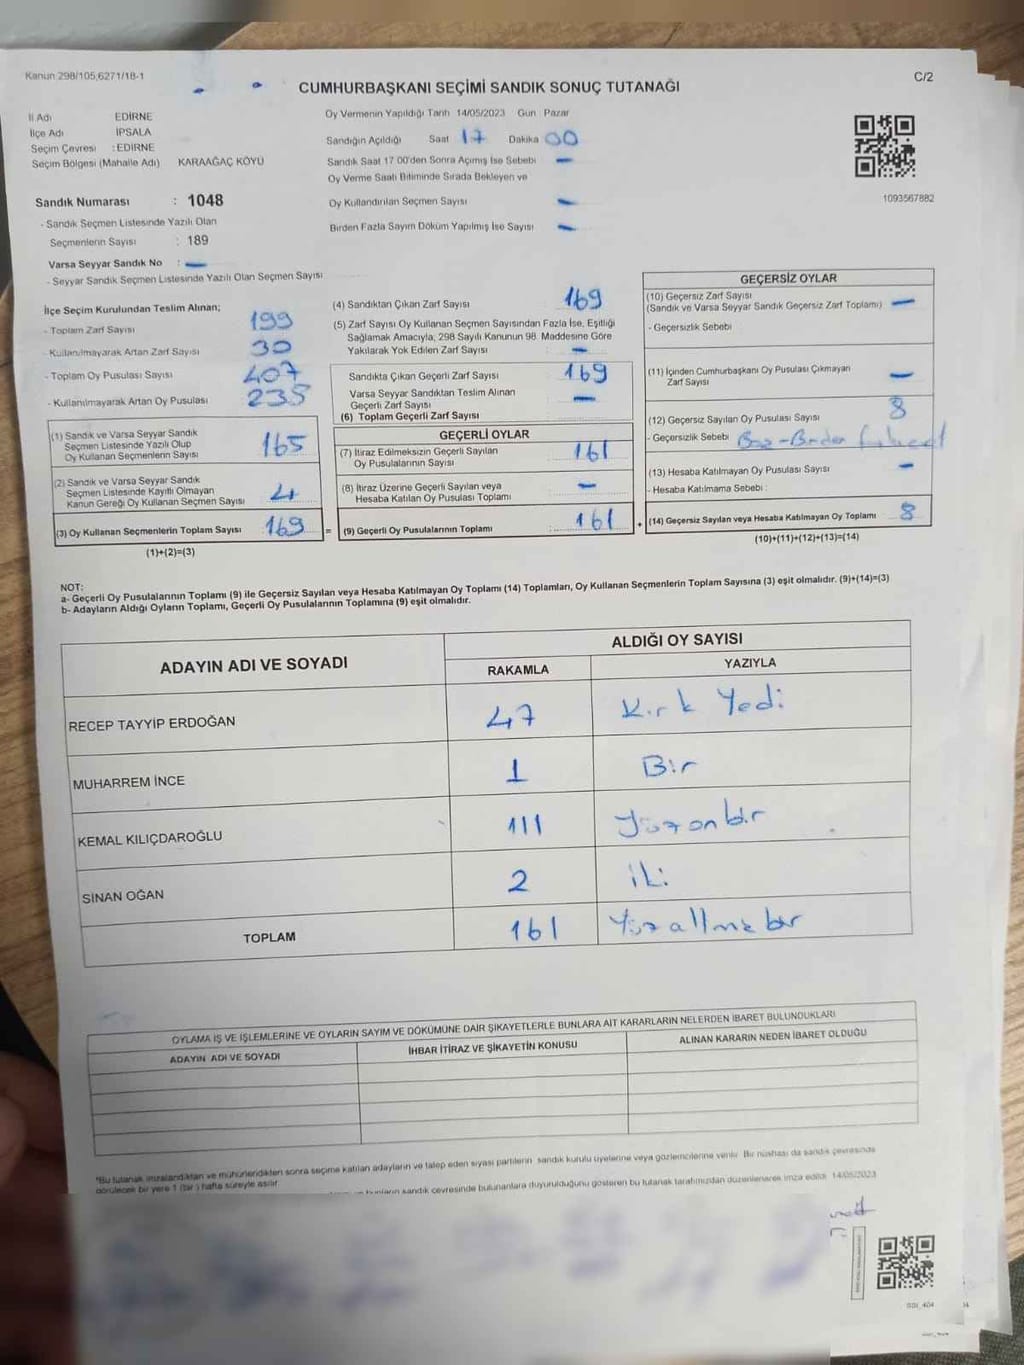 Kanun 298/105,6271/18-1
C/2
CUMHURBAŞKANI SEÇİMİ SANDIK SONUÇ TUTANAĞI
İl Adı EDİRNE
İlçe Adı İPSALA
Seçim Çevresi : EDİRNE
Seçim Bölgesi (Mahalle Adı) KARAAĞAÇ KÖYÜ
Sandık Numarası : 1048
- Sandık Seçmen Listesinde Yazılı Olan
Seçmenlerin Sayısı : 189
Varsa Seyyar Sandık No : —
- Seyyar Sandık Seçmen Listesinde Yazılı Olan Seçmen Sayısı
Oy Vermenin Yapıldığı Tarih 14/05/2023 Gün Pazar
Sandığın Açıldığı Saat 17 Dakika 00
Sandık Saat 17 00'den Sonra Açılmış İse Sebebi —
Oy Verme Saati Bitiminde Sırada Bekleyen ve
Oy Kullandırılan Seçmen Sayısı —
Birden Fazla Sayım Döküm Yapılmış İse Sayısı —
1093567882
İlçe Seçim Kurulundan Teslim Alınan;
- Toplam Zarf Sayısı 199
- Kullanılmayarak Artan Zarf Sayısı 30
- Toplam Oy Pusulası Sayısı 407
- Kullanılmayarak Artan Oy Pusulası 235
(1) Sandık ve Varsa Seyyar Sandık
Seçmen Listesinde Yazılı Olup
Oy Kullanan Seçmenlerin Sayısı 165
(2) Sandık ve Varsa Seyyar Sandık
Seçmen Listesinde Kayıtlı Olmayan
Kanun Gereği Oy Kullanan Seçmen Sayısı 4
(3) Oy Kullanan Seçmenlerin Toplam Sayısı 169 =
(1)+(2)=(3)
(4) Sandıktan Çıkan Zarf Sayısı 169
(5) Zarf Sayısı Oy Kullanan Seçmen Sayısından Fazla İse, Eşitliği
Sağlamak Amacıyla, 298 Sayılı Kanunun 98. Maddesine Göre
Yakılarak Yok Edilen Zarf Sayısı —
Sandıkta Çıkan Geçerli Zarf Sayısı 169
Varsa Seyyar Sandıktan Teslim Alınan
Geçerli Zarf Sayısı —
(6) Toplam Geçerli Zarf Sayısı
GEÇERLİ OYLAR
(7) İtiraz Edilmeksizin Geçerli Sayılan
Oy Pusulalarının Sayısı 161
(8) İtiraz Üzerine Geçerli Sayılan veya
Hesaba Katılan Oy Pusulası Toplamı —
(9) Geçerli Oy Pusulalarının Toplamı : 161 +
GEÇERSİZ OYLAR
(10) Geçersiz Zarf Sayısı
(Sandık ve Varsa Seyyar Sandık Geçersiz Zarf Toplamı) —
- Geçersizlik Sebebi
(11) İçinden Cumhurbaşkanı Oy Pusulası Çıkmayan
Zarf Sayısı —
(12) Geçersiz Sayılan Oy Pusulası Sayısı 8
- Geçersizlik Sebebi
(13) Hesaba Katılmayan Oy Pusulası Sayısı —
- Hesaba Katılmama Sebebi :
(14) Geçersiz Sayılan veya Hesaba Katılmayan Oy Toplamı 8
(10)+(11)+(12)+(13)=(14)
NOT:
a- Geçerli Oy Pusulalarının Toplamı (9) ile Geçersiz Sayılan veya Hesaba Katılmayan Oy Toplamı (14) Toplamları, Oy Kullanan Seçmenlerin Toplam Sayısına (3) eşit olmalıdır. (9)+(14)=(3)
b- Adayların Aldığı Oyların Toplamı, Geçerli Oy Pusulalarının Toplamına (9) eşit olmalıdır.
ADAYIN ADI VE SOYADI ALDIĞI OY SAYISI
RAKAMLA YAZIYLA
RECEP TAYYİP ERDOĞAN 47 Kırk Yedi
MUHARREM İNCE 1 Bir
KEMAL KILIÇDAROĞLU 111 Yüzonbir
SİNAN OĞAN 2 iki
TOPLAM 161 Yüzaltmışbir
OYLAMA İŞ VE İŞLEMLERİNE VE OYLARIN SAYIM VE DÖKÜMÜNE DAİR ŞİKAYETLERLE BUNLARA AİT KARARLARIN NELERDEN İBARET BULUNDUKLARI
ADAYIN ADI VE SOYADI İHBAR İTİRAZ VE ŞİKAYETİN KONUSU ALINAN KARARIN NEDEN İBARET OLDUĞU
*Bu tutanak imzalandıktan ve mühürlendikten sonra seçime katılan adayların ve talep eden siyasi partilerin sandık kurulu üyelerine veya gözlemcilerine verilir. Bir nüshası da sandık çevresinde
görülecek bir yere 1 (bir) hafta süreyle asılır.
bunların sandık çevresinde bulunanlara duyurulduğunu gösteren bu tutanak tarafımızdan düzenlenerek imza edildi. 14/05/2023